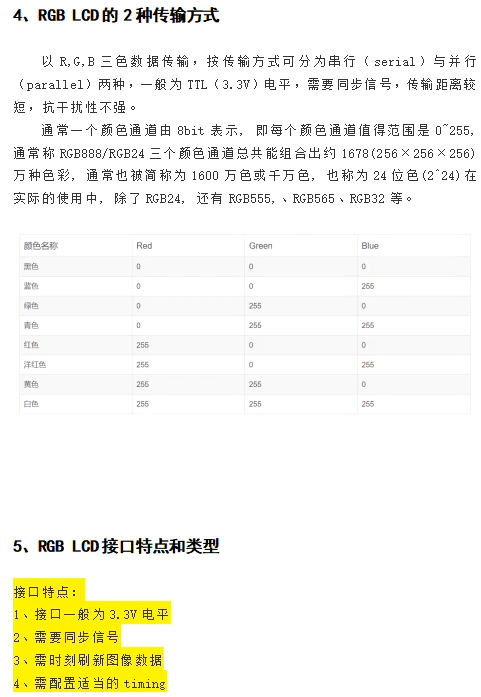 4、RGB LCD的2种传输方式
以 R,G,B 三色数据传输，按传输方式可分为串行（serial）与并行
（parallel）两种，一般为TTL（3.3V）电平，需要同步信号，传输距离较
短，抗干扰性不强。
通常一个颜色通道由 8bit 表示, 即每个颜色通道值得范围是 0~255,
通常称 RGB888/RGB24 三个颜色通道总共能组合出约 1678(256×256×256)
万种色彩, 通常也被简称为 1600 万色或千万色, 也称为 24 位色(2^24)在
实际的使用中, 除了 RGB24, 还有 RGB555,、RGB565、RGB32 等。
颜色名称 Red Green Blue
黑色 0 0 0
蓝色 0 0 255
绿色 0 255 0
青色 0 255 255
红色 255 0 0
洋红色 255 0 255
黄色 255 255 0
白色 255 255 255
5、RGB LCD接口特点和类型
接口特点：
1、接口一般为 3.3V 电平
2、需要同步信号
3、需时刻刷新图像数据
4、需配置适当的 timing